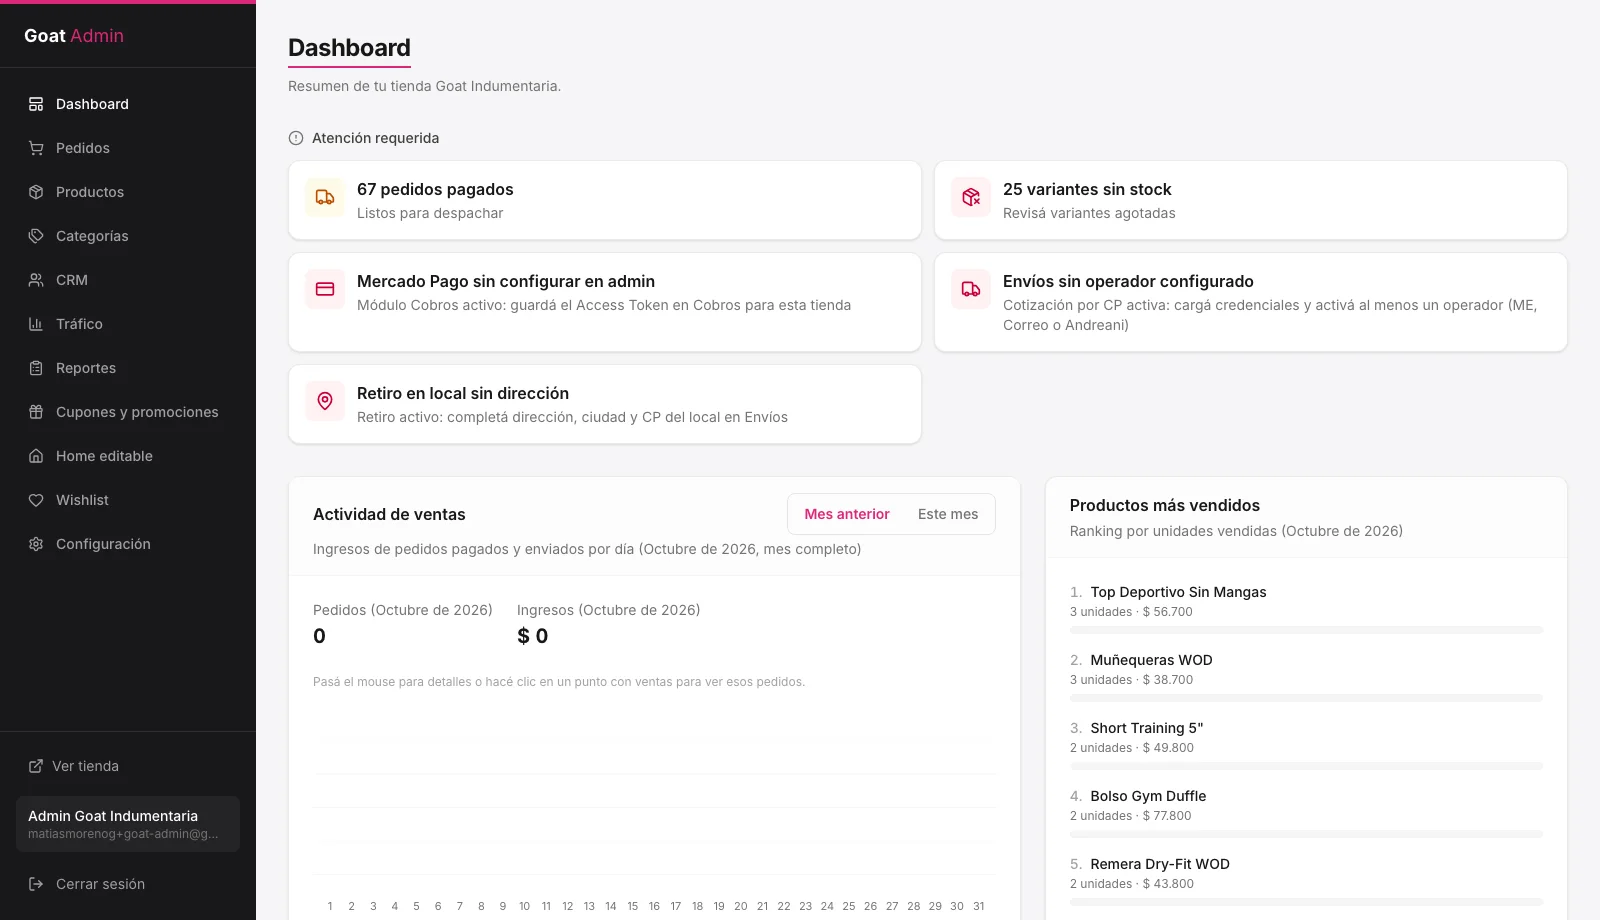 Goat Admin
Dashboard
Pedidos
Productos
Categorías
CRM
Tráfico
Reportes
Cupones y promociones
Home editable
Wishlist
Configuración
Ver tienda
Admin Goat Indumentaria
matiasmorenog+goat-admin@g...
Cerrar sesión
Dashboard
Resumen de tu tienda Goat Indumentaria.
Atención requerida
67 pedidos pagados
Listos para despachar
25 variantes sin stock
Revisá variantes agotadas
Mercado Pago sin configurar en admin
Módulo Cobros activo: guardá el Access Token en Cobros para esta tienda
Envíos sin operador configurado
Cotización por CP activa: cargá credenciales y activá al menos un operador (ME,
Correo o Andreani)
Retiro en local sin dirección
Retiro activo: completá dirección, ciudad y CP del local en Envíos
Actividad de ventas
Mes anterior Este mes
Ingresos de pedidos pagados y enviados por día (Octubre de 2026, mes completo)
Pedidos (Octubre de 2026) Ingresos (Octubre de 2026)
0 $ 0
Pasá el mouse para detalles o hacé clic en un punto con ventas para ver esos pedidos.
1 2 3 4 5 6 7 8 9 10 11 12 13 14 15 16 17 18 19 20 21 22 23 24 25 26 27 28 29 30 31
Productos más vendidos
Ranking por unidades vendidas (Octubre de 2026)
1. Top Deportivo Sin Mangas
3 unidades · $ 56.700
2. Muñequeras WOD
3 unidades · $ 38.700
3. Short Training 5"
2 unidades · $ 49.800
4. Bolso Gym Duffle
2 unidades · $ 77.800
5. Remera Dry-Fit WOD
2 unidades · $ 43.800